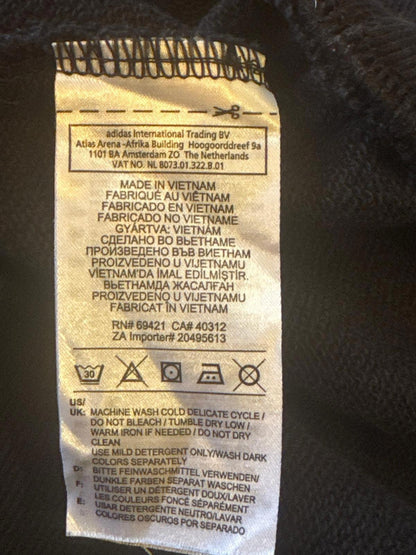 adidas International Trading BV
Atlas Arena -Afrika Building Hoogoorddreef 9a
1101 BA Amsterdam ZO The Netherlands
VAT NO NL 8073.01.322.B.01
MADE IN VIETNAM
FABRIQUÉ AU VIÊTNAM
FABRICADO EN VIETNAM
FABRICADO NO VIETNAME
GYÁRTVA: VIETNAM
СДЕЛАНО ВО ВЬЕТНАМЕ
ПРОИЗВЕДЕНО ВЪВ ВИЕТНАМ
PROIZVEDENO U VIJETNAMU
VİETNAM'DA İMAL EDİLMİŞTİR.
ВЬЕТНАМДА ЖАСАЛҒАН
PROIZVEDENO U VIJETNAMU
FABRICAT ÎN VIETNAM
RN# 69421 CA# 40312
ZA Importer# 20495613
30
US/
UK: MACHINE WASH COLD DELICATE CYCLE /
DO NOT BLEACH / TUMBLE DRY LOW /
WARM IRON IF NEEDED / DO NOT DRY
CLEAN
USE MILD DETERGENT ONLY/WASH DARK
COLORS SEPARATELY
D: BITTE FEINWASCHMITTEL VERWENDEN/
DUNKLE FARBEN SEPARAT WASCHEN
F: UTILISER UN DÉTERGENT DOUX/LAVER
LES COULEURS FONCÉ SÉPARÉMENT
E: USAR DETERGENTE NEUTRO/LAVAR
COLORES OSCUROS POR SEPARADO